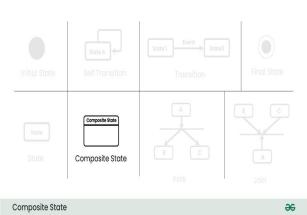 Event
State A
State 1
State 2
Initial State
Self Transition
Transition
Final State
State
Composite State
A
B
C
B
C
A
State
Composite State
Fork
Join
Composite State